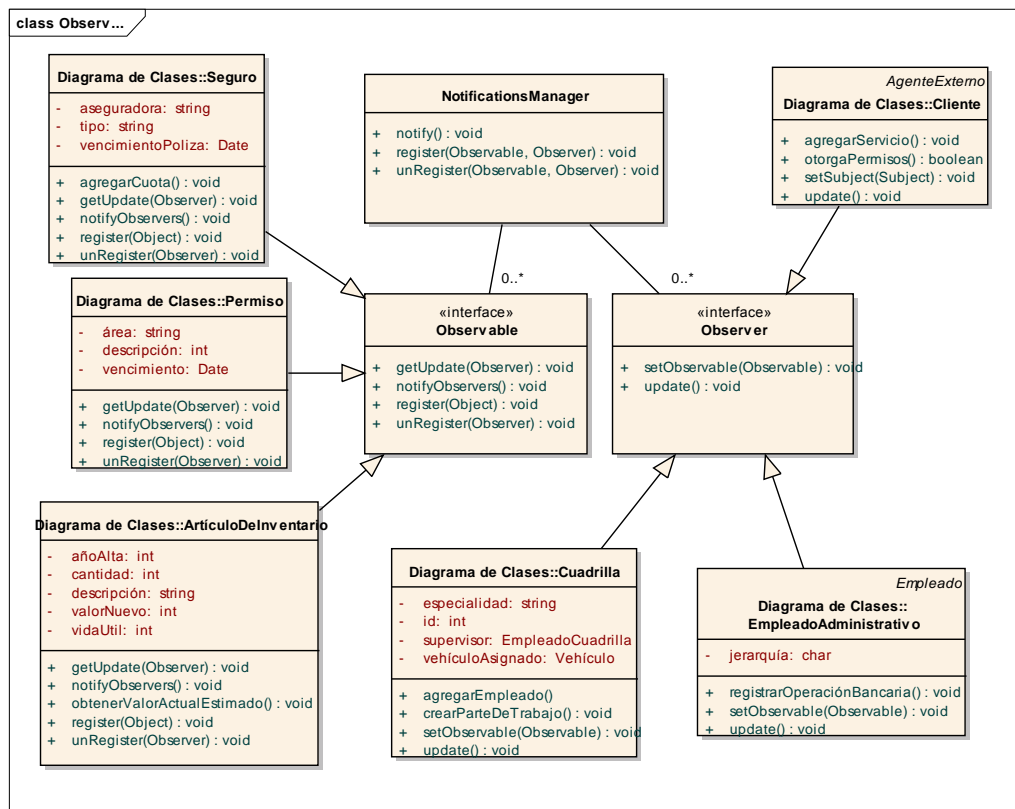 class Observ...
Diagrama de Clases::Seguro
- aseguradora: string
- tipo: string
- vencimientoPoliza: Date
+ agregarCuota() : void
+ getUpdate(Observer) : void
+ notifyObservers() : void
+ register(Object) : void
+ unRegister(Observer) : void
NotificationsManager
+ notify() : void
+ register(Observable, Observer) : void
+ unRegister(Observable, Observer) : void
AgenteExterno
Diagrama de Clases::Cliente
+ agregarServicio() : void
+ otorgaPermisos() : boolean
+ setSubject(Subject) : void
+ update() : void
0..*
0..*
Diagrama de Clases::Permiso
- área: string
- descripción: int
- vencimiento: Date
+ getUpdate(Observer) : void
+ notifyObservers() : void
+ register(Object) : void
+ unRegister(Observer) : void
«interface»
Observable
+ getUpdate(Observer) : void
+ notifyObservers() : void
+ register(Object) : void
+ unRegister(Observer) : void
«interface»
Observer
+ setObservable(Observable) : void
+ update() : void
Diagrama de Clases::ArtículoDeInventario
- añoAlta: int
- cantidad: int
- descripción: string
- valorNuevo: int
- vidaUtil: int
+ getUpdate(Observer) : void
+ notifyObservers() : void
+ obtenerValorActualEstimado() : void
+ register(Object) : void
+ unRegister(Observer) : void
Diagrama de Clases::Cuadrilla
- especialidad: string
- id: int
- supervisor: EmpleadoCuadrilla
- vehículoAsignado: Vehículo
+ agregarEmpleado()
+ crearParteDeTrabajo() : void
+ setObservable(Observable) : void
+ update() : void
Empleado
Diagrama de Clases::
EmpleadoAdministrativo
- jerarquía: char
+ registrarOperaciónBancaria() : void
+ setObservable(Observable) : void
+ update() : void